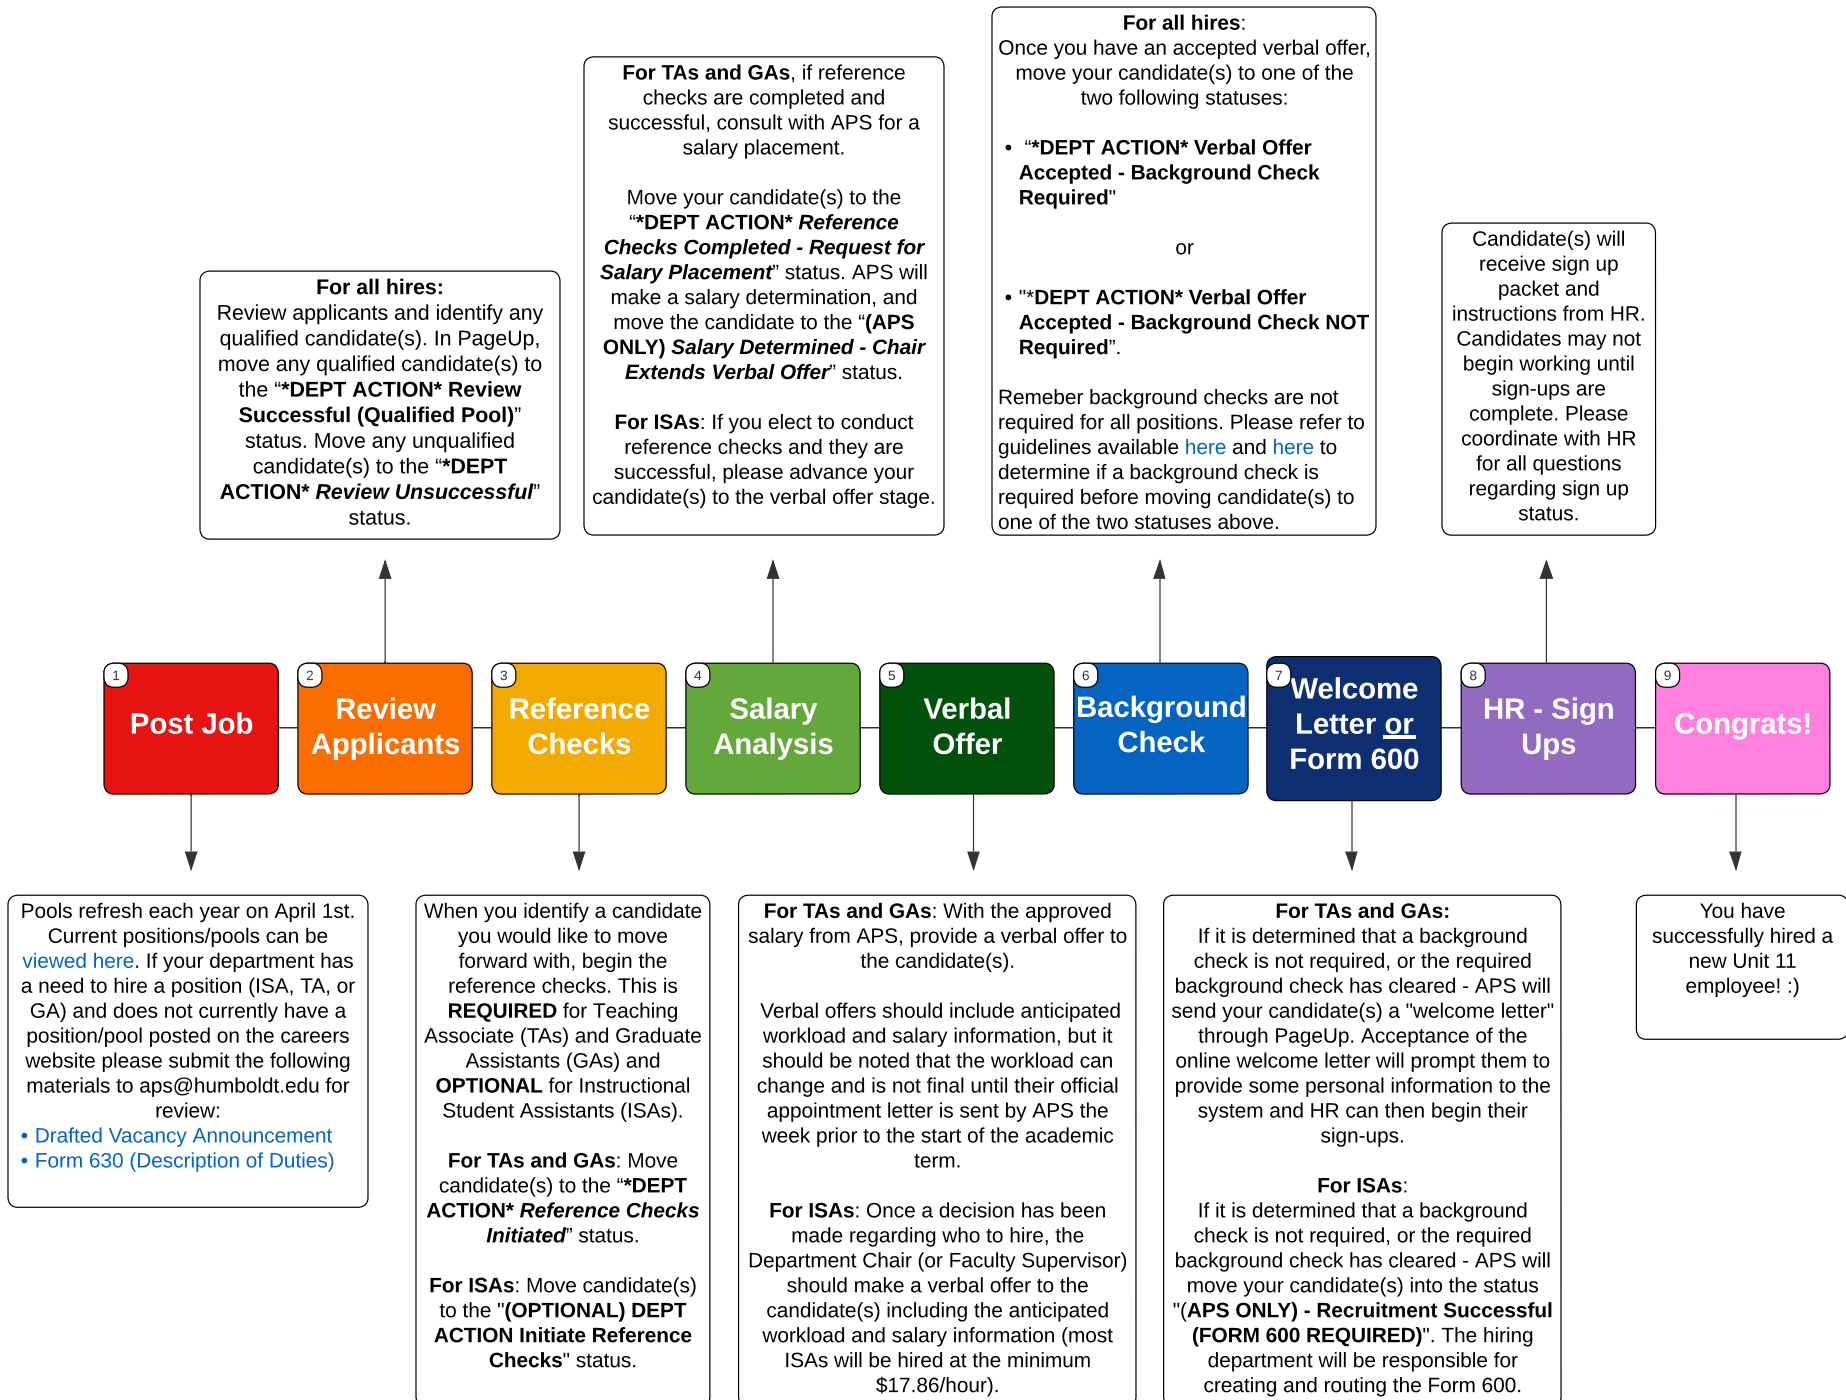 For all hires:
Review applicants and identify any
qualified candidate(s). In PageUp,
move any qualified candidate(s) to
the “*DEPT ACTION* Review
Successful (Qualified Pool)”
status. Move any unqualified
candidate(s) to the “*DEPT
ACTION* Review Unsuccessful”
status.
For TAs and GAs, if reference
checks are completed and
successful, consult with APS for a
salary placement.
Move your candidate(s) to the
“*DEPT ACTION* Reference
Checks Completed - Request for
Salary Placement” status. APS will
make a salary determination, and
move the candidate to the “(APS
ONLY) Salary Determined - Chair
Extends Verbal Offer” status.
For ISAs: If you elect to conduct
reference checks and they are
successful, please advance your
candidate(s) to the verbal offer stage.
For all hires:
Once you have an accepted verbal offer,
move your candidate(s) to one of the
two following statuses:
• “*DEPT ACTION* Verbal Offer
Accepted - Background Check
Required"
or
• "*DEPT ACTION* Verbal Offer
Accepted - Background Check NOT
Required”.
Remeber background checks are not
required for all positions. Please refer to
guidelines available here and here to
determine if a background check is
required before moving candidate(s) to
one of the two statuses above.
Candidate(s) will
receive sign up
packet and
instructions from HR.
Candidates may not
begin working until
sign-ups are
complete. Please
coordinate with HR
for all questions
regarding sign up
status.
1
Post Job
2
Review
Applicants
3
Reference
Checks
4
Salary
Analysis
5
Verbal
Offer
6
Background
Check
7
Welcome
Letter or
Form 600
8
HR - Sign
Ups
9
Congrats!
Pools refresh each year on April 1st.
Current positions/pools can be
viewed here. If your department has
a need to hire a position (ISA, TA, or
GA) and does not currently have a
position/pool posted on the careers
website please submit the following
materials to aps@humboldt.edu for
review:
• Drafted Vacancy Announcement
• Form 630 (Description of Duties)
When you identify a candidate
you would like to move
forward with, begin the
reference checks. This is
REQUIRED for Teaching
Associate (TAs) and Graduate
Assistants (GAs) and
OPTIONAL for Instructional
Student Assistants (ISAs).
For TAs and GAs: Move
candidate(s) to the “*DEPT
ACTION* Reference Checks
Initiated” status.
For ISAs: Move candidate(s)
to the "(OPTIONAL) DEPT
ACTION Initiate Reference
Checks" status.
For TAs and GAs: With the approved
salary from APS, provide a verbal offer to
the candidate(s).
Verbal offers should include anticipated
workload and salary information, but it
should be noted that the workload can
change and is not final until their official
appointment letter is sent by APS the
week prior to the start of the academic
term.
For ISAs: Once a decision has been
made regarding who to hire, the
Department Chair (or Faculty Supervisor)
should make a verbal offer to the
candidate(s) including the anticipated
workload and salary information (most
ISAs will be hired at the minimum
$17.86/hour).
For TAs and GAs:
If it is determined that a background
check is not required, or the required
background check has cleared - APS will
send your candidate(s) a "welcome letter"
through PageUp. Acceptance of the
online welcome letter will prompt them to
provide some personal information to the
system and HR can then begin their
sign-ups.
For ISAs:
If it is determined that a background
check is not required, or the required
background check has cleared - APS will
move your candidate(s) into the status
"(APS ONLY) - Recruitment Successful
(FORM 600 REQUIRED)". The hiring
department will be responsible for
creating and routing the Form 600.
You have
successfully hired a
new Unit 11
employee! :)